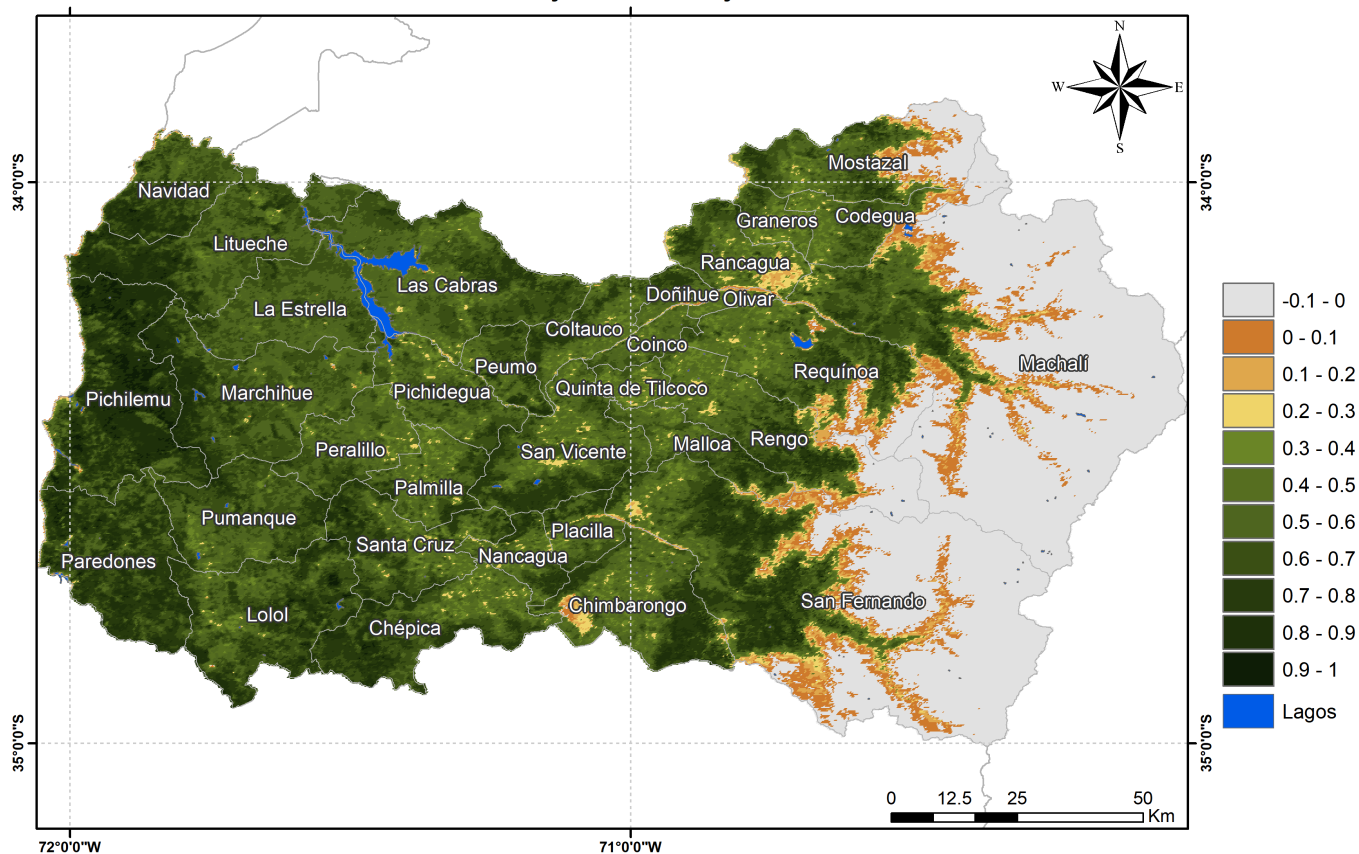 N
W E
S
34°0'0"S
34°0'0"S
Mostazal
Navidad
Codegua
Graneros
Litueche
Rancagua
Las Cabras
Doñihue Olivar
La Estrella
Coltauco
Coinco
Machalí
Peumo
Requínoa
Quinta de Tilcoco
Marchihue
Pichidegua
Pichilemu
Rengo
Malloa
Peralillo
San Vicente
Palmilla
Pumanque
Placilla
Santa Cruz
Nancagua
Paredones
San Fernando
Chimbarongo
Lolol
Chépica
-0.1 - 0
0 - 0.1
0.1 - 0.2
0.2 - 0.3
0.3 - 0.4
0.4 - 0.5
0.5 - 0.6
0.6 - 0.7
0.7 - 0.8
0.8 - 0.9
0.9 - 1
Lagos
35°0'0"S
35°0'0"S
0 12.5 25 50
Km
72°0'0"W
71°0'0"W